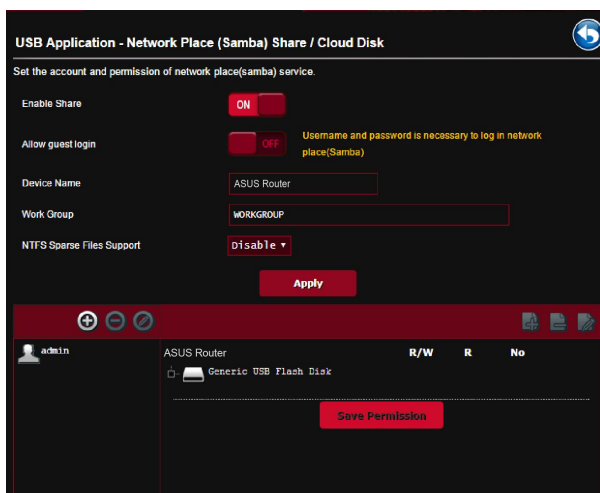 USB Application - Network Place (Samba) Share / Cloud Disk
Set the account and permission of network place(samba) service.
Enable Share
ON
Allow guest login
OFF
Username and password is necessary to log in network
place(Samba)
Device Name
ASUS Router
Work Group
WORKGROUP
NTFS Sparse Files Support
Disable
Apply
admin
ASUS Router R/W R No
Generic USB Flash Disk
Save Permission